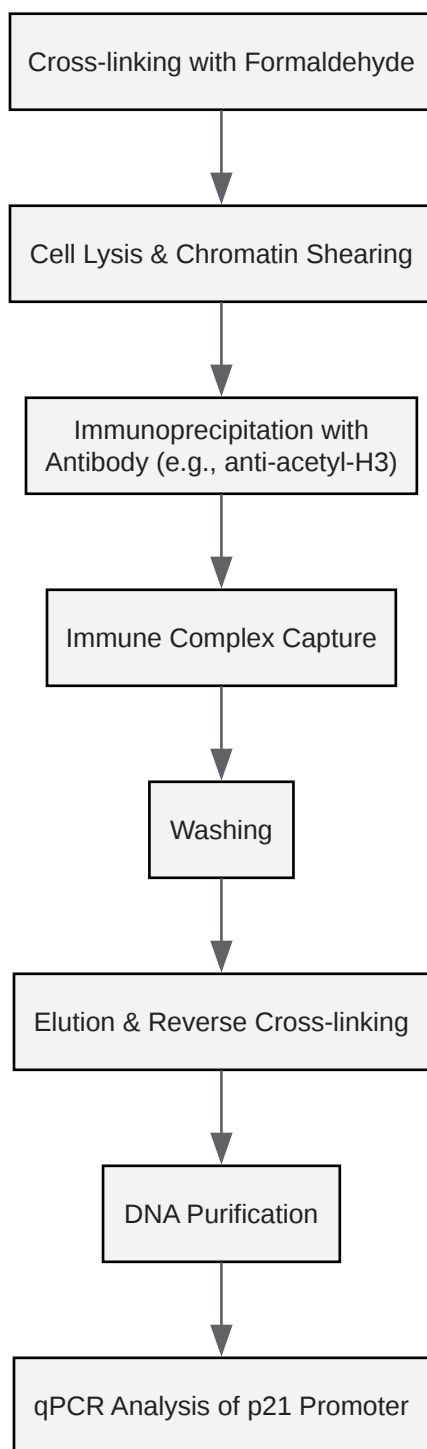 Cross-linking with Formaldehyde
Cell Lysis & Chromatin Shearing
Immunoprecipitation with
Antibody (e.g., anti-acetyl-H3)
Immune Complex Capture
Washing
Elution & Reverse Cross-linking
DNA Purification
qPCR Analysis of p21 Promoter